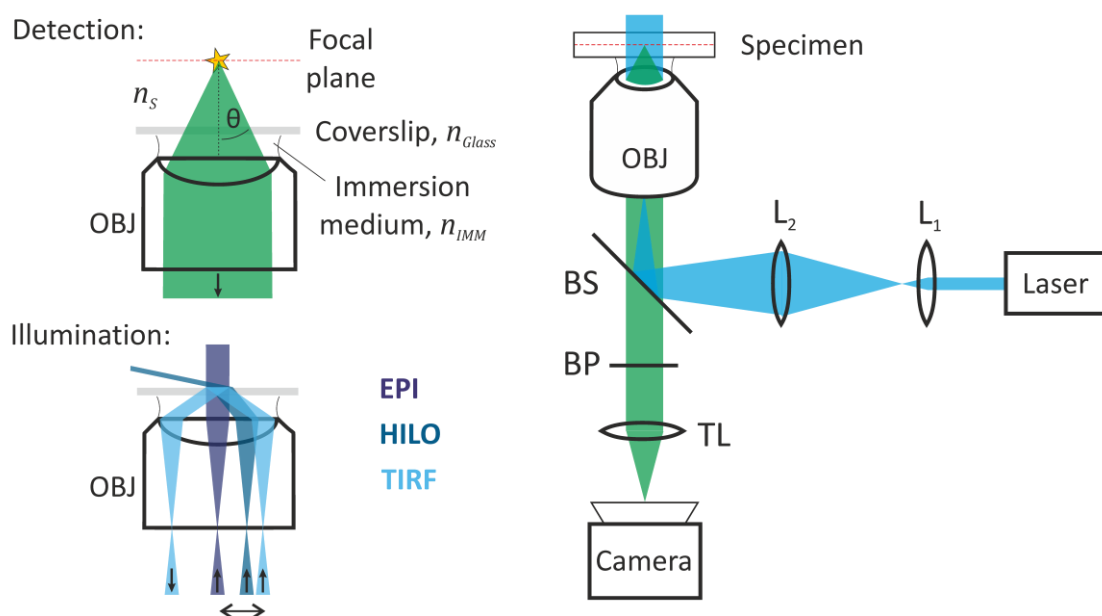 Detection:
Focal
plane
n_S
θ
Coverslip, n_Glass
Immersion
medium, n_IMM
OBJ
Illumination:
EPI
HILO
TIRF
OBJ
Specimen
OBJ
L₂
L₁
BS
Laser
BP
TL
Camera